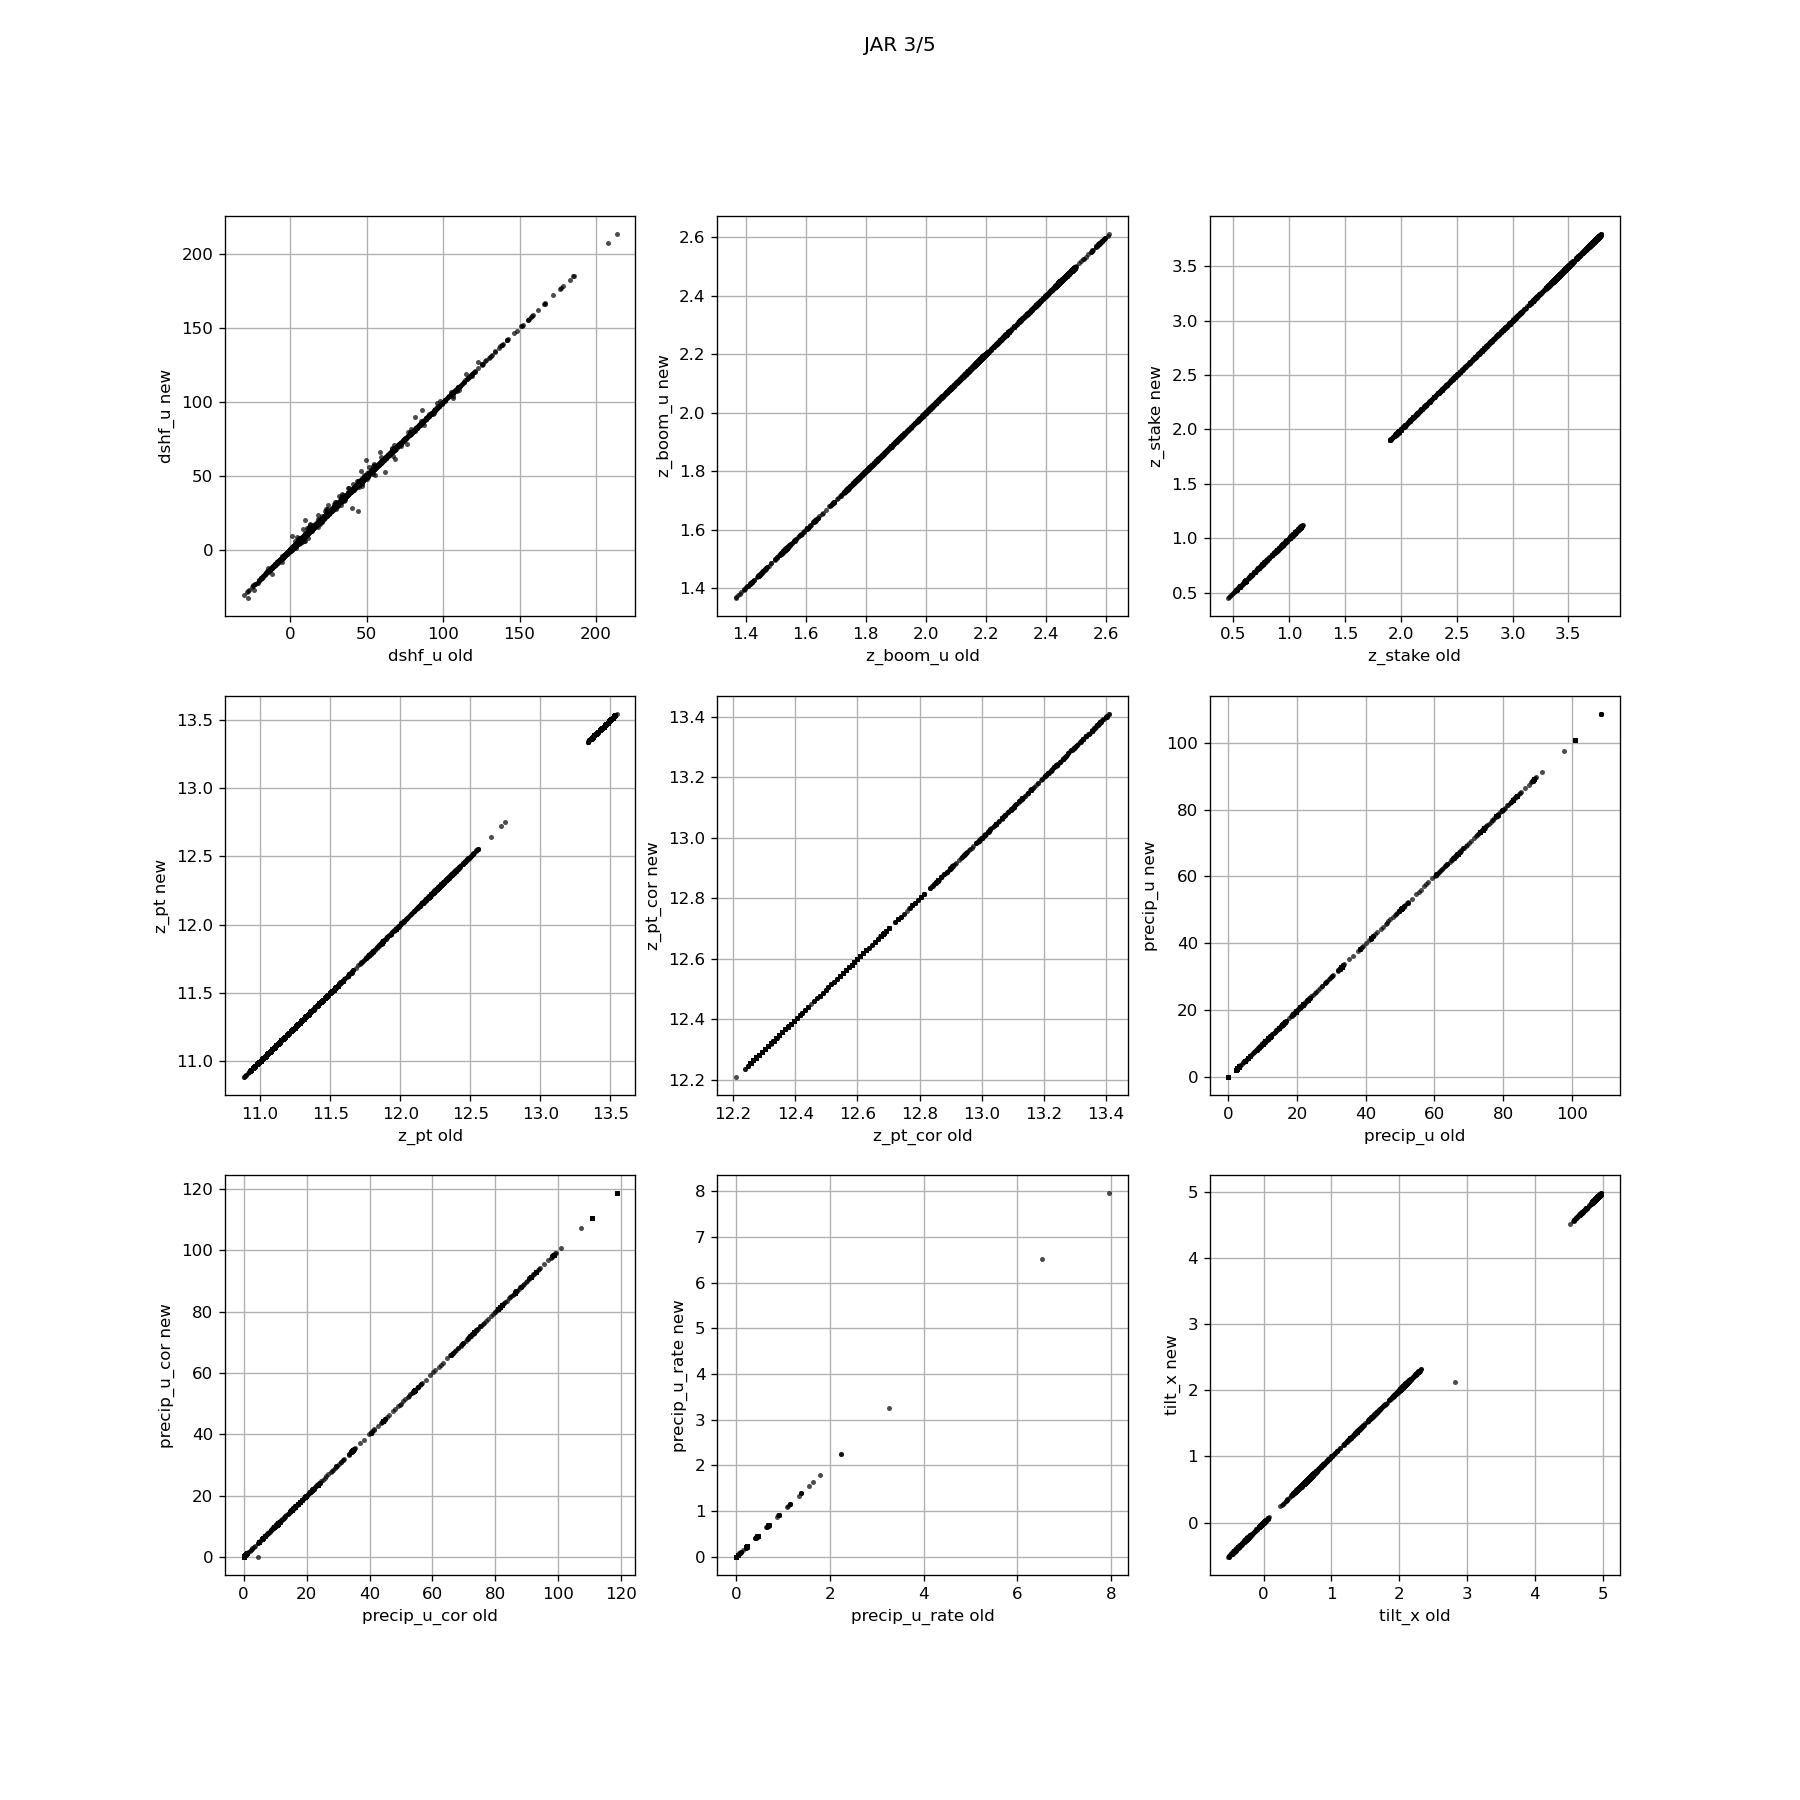 JAR 3/5
dshf_u new
200
150
100
50
0
0 50 100 150 200
dshf_u old
z_boom_u new
2.6
2.4
2.2
2.0
1.8
1.6
1.4
1.4 1.6 1.8 2.0 2.2 2.4 2.6
z_boom_u old
z_stake new
3.5
3.0
2.5
2.0
1.5
1.0
0.5
0.5 1.0 1.5 2.0 2.5 3.0 3.5
z_stake old
z_pt new
13.5
13.0
12.5
12.0
11.5
11.0
11.0 11.5 12.0 12.5 13.0 13.5
z_pt old
z_pt_cor new
13.4
13.2
13.0
12.8
12.6
12.4
12.2
12.2 12.4 12.6 12.8 13.0 13.2 13.4
z_pt_cor old
precip_u new
100
80
60
40
20
0
0 20 40 60 80 100
precip_u old
precip_u_cor new
120
100
80
60
40
20
0
0 20 40 60 80 100 120
precip_u_cor old
precip_u_rate new
8
7
6
5
4
3
2
1
0
0 2 4 6 8
precip_u_rate old
tilt_x new
5
4
3
2
1
0
0 1 2 3 4 5
tilt_x old